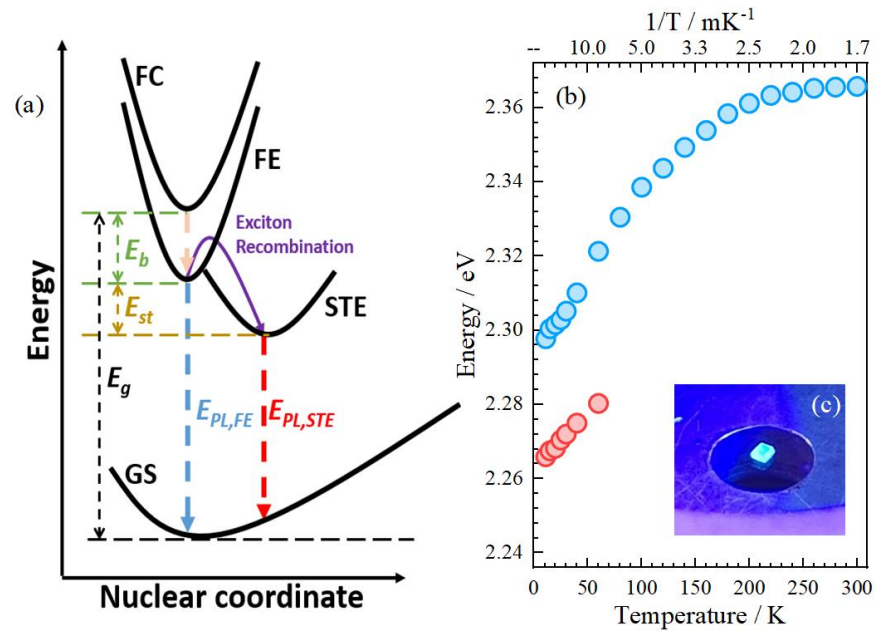 (a)
FC
FE
Exciton
Recombination
E_b
E_st
STE
E_g
E_PL,FE
E_PL,STE
GS
Energy
Nuclear coordinate
1/T / mK⁻¹
-- 10.0 5.0 3.3 2.5 2.0 1.7
(b)
2.36
2.34
2.32
2.30
2.28
2.26
2.24
Energy / eV
(c)
0 50 100 150 200 250 300
Temperature / K